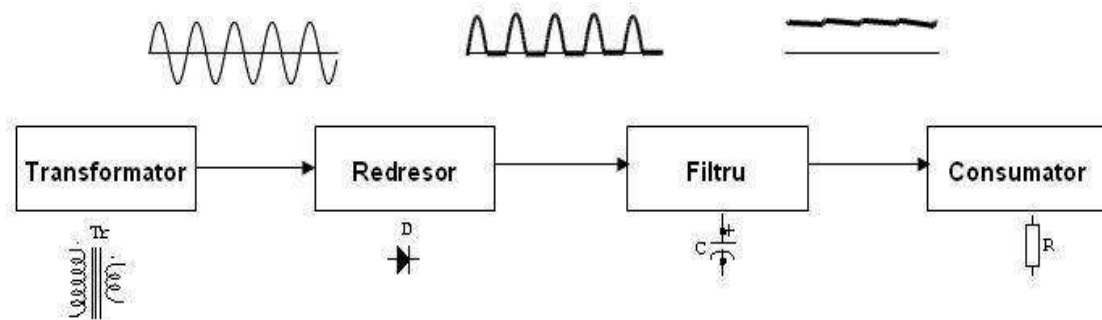 Transformator
Redresor
Filtru
Consumator
Tr
D
C
+
R